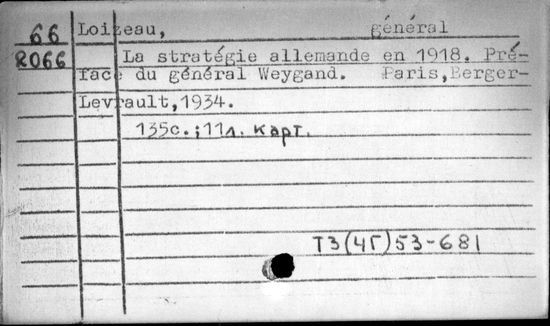 66 Loizeau, général
2066 La stratégie allemande en 1918. Pré-
face du général Weygand. Paris, Berger-
Levrault, 1934.
135с.; 11л. карт.
Т3(4Г)53-681